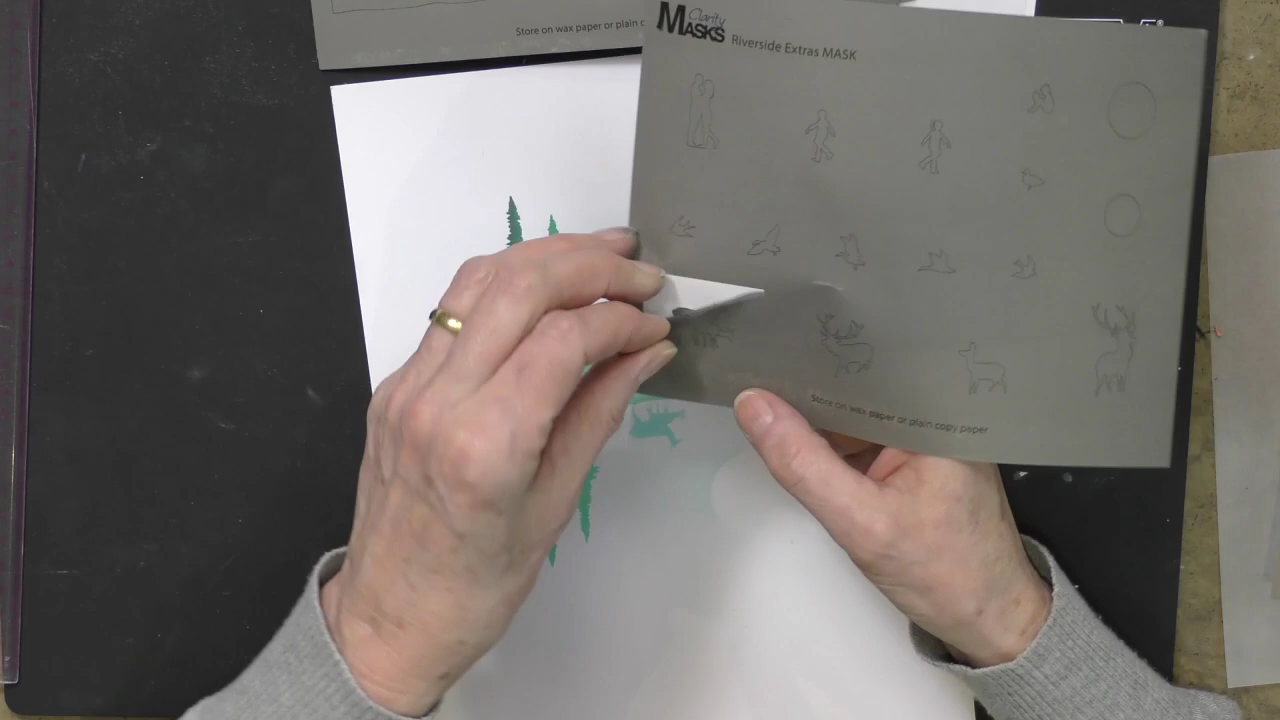 Store on wax paper or plain c
Clarity
MASKS Riverside Extras MASK
Store on wax paper or plain copy paper